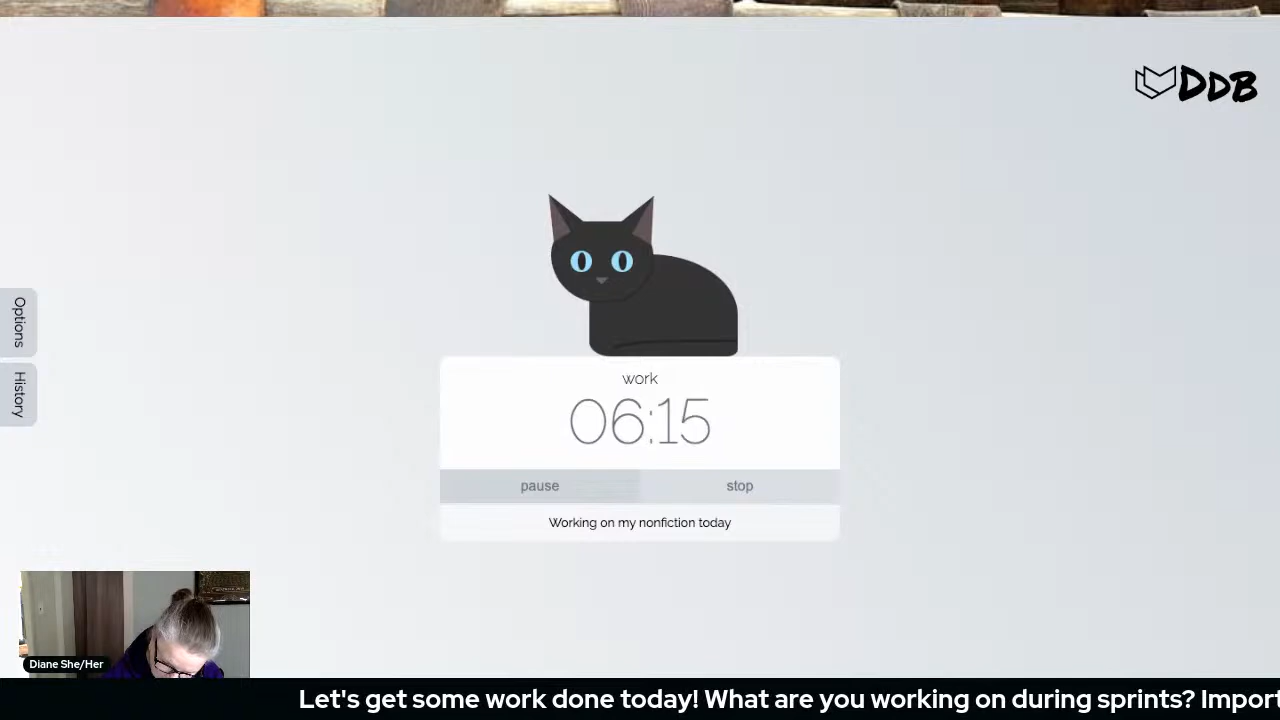 DDB
Options
History
work
06:15
pause
stop
Working on my nonfiction today
Diane She/Her
Let's get some work done today! What are you working on during sprints? Import